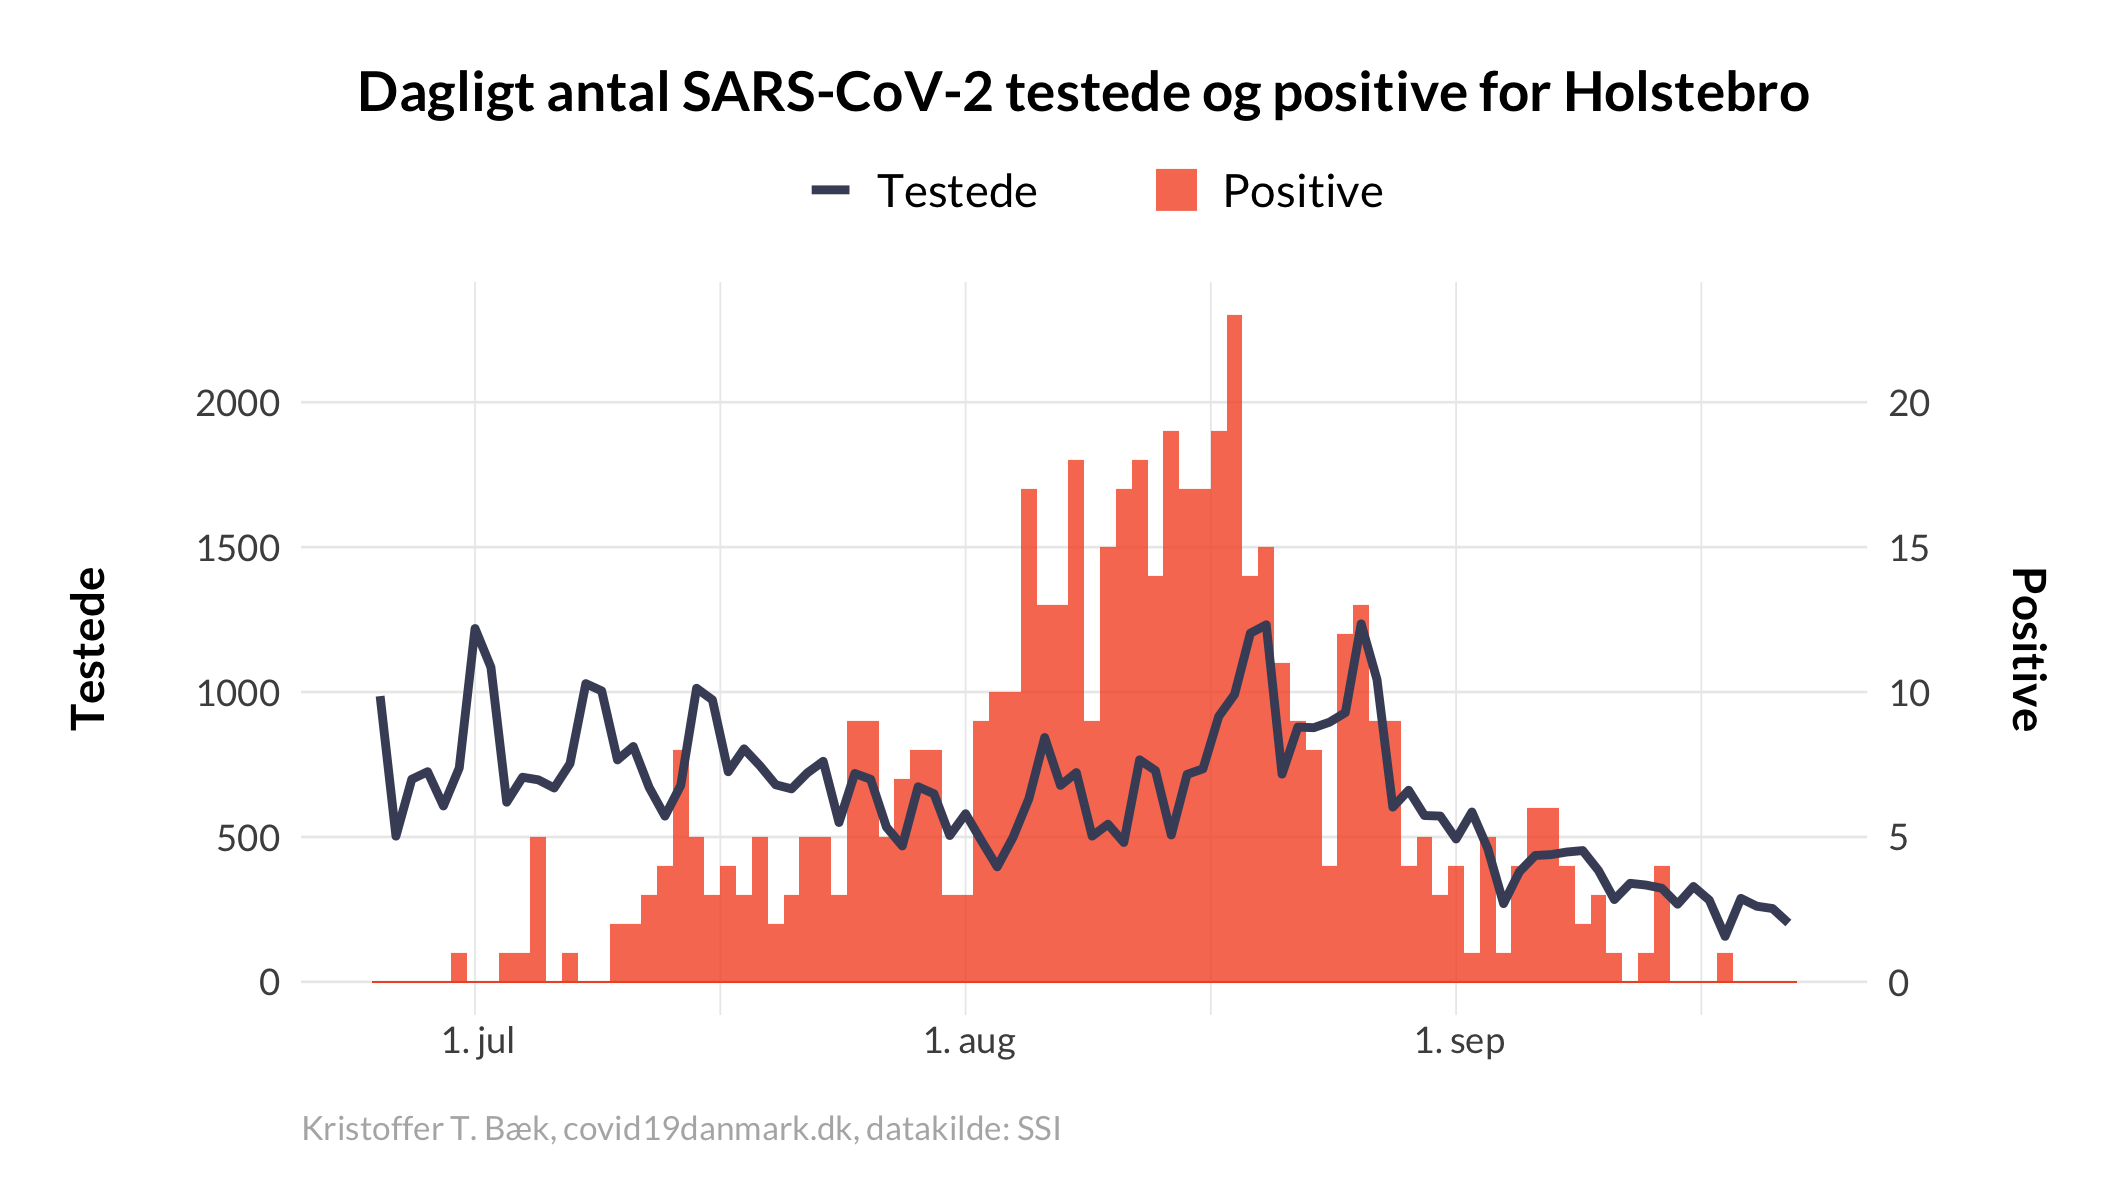 Dagligt antal SARS-CoV-2 testede og positive for Holstebro
Testede
Positive
2000
1500
1000
500
0
Testede
20
15
10
5
0
Positive
1. jul
1. aug
1. sep
Kristoffer T. Bæk, covid19danmark.dk, datakilde: SSI